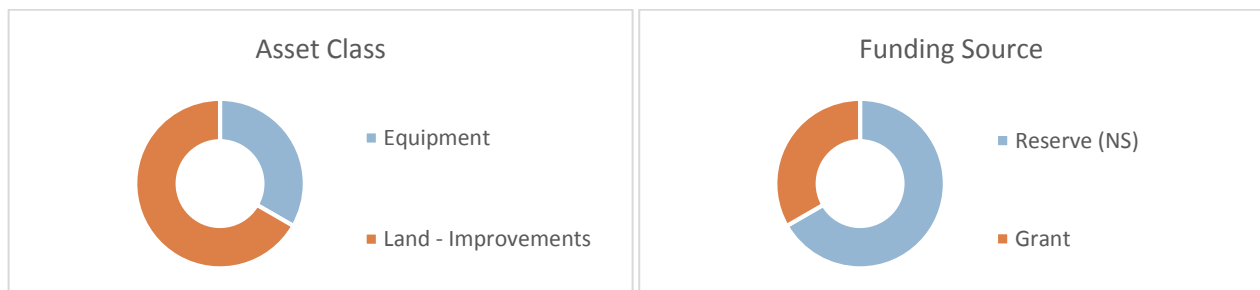 Asset Class
Equipment
Land - Improvements
Funding Source
Reserve (NS)
Grant